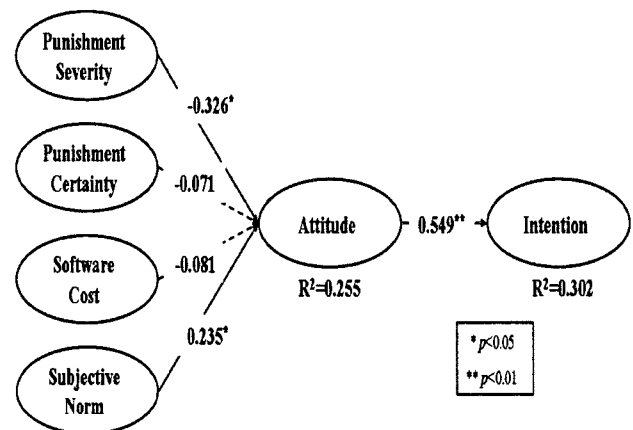 Punishment
Severity
-0.326*
Punishment
Certainty
-0.071
Attitude
0.549**
Intention
Software
Cost
-0.081
R²=0.255
R²=0.302
0.235*
Subjective
Norm
* p<0.05
** p<0.01